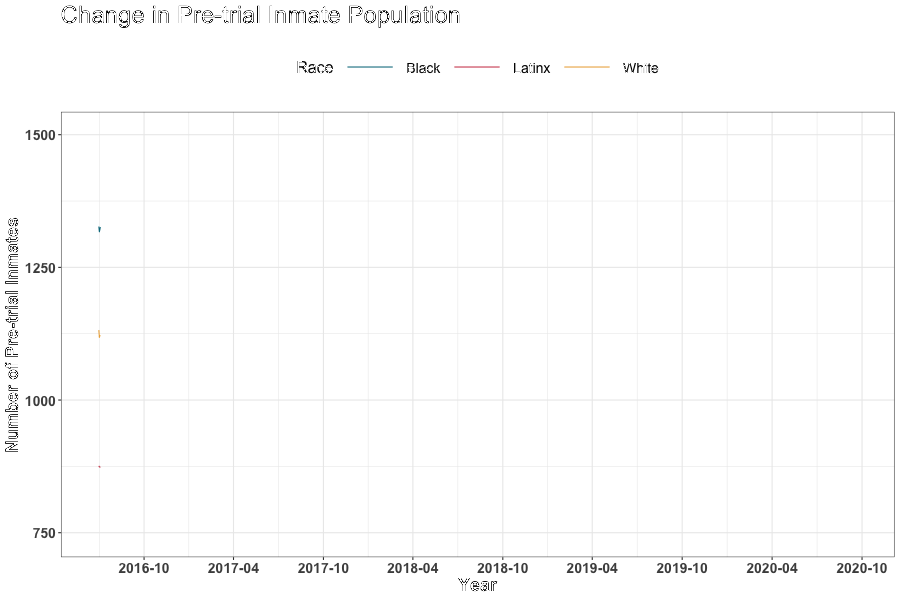 Change in Pre-trial Inmate Population
Race Black Latinx White
Number of Pre-trial Inmates
1500
1250
1000
750
2016-10 2017-04 2017-10 2018-04 2018-10 2019-04 2019-10 2020-04 2020-10
Year